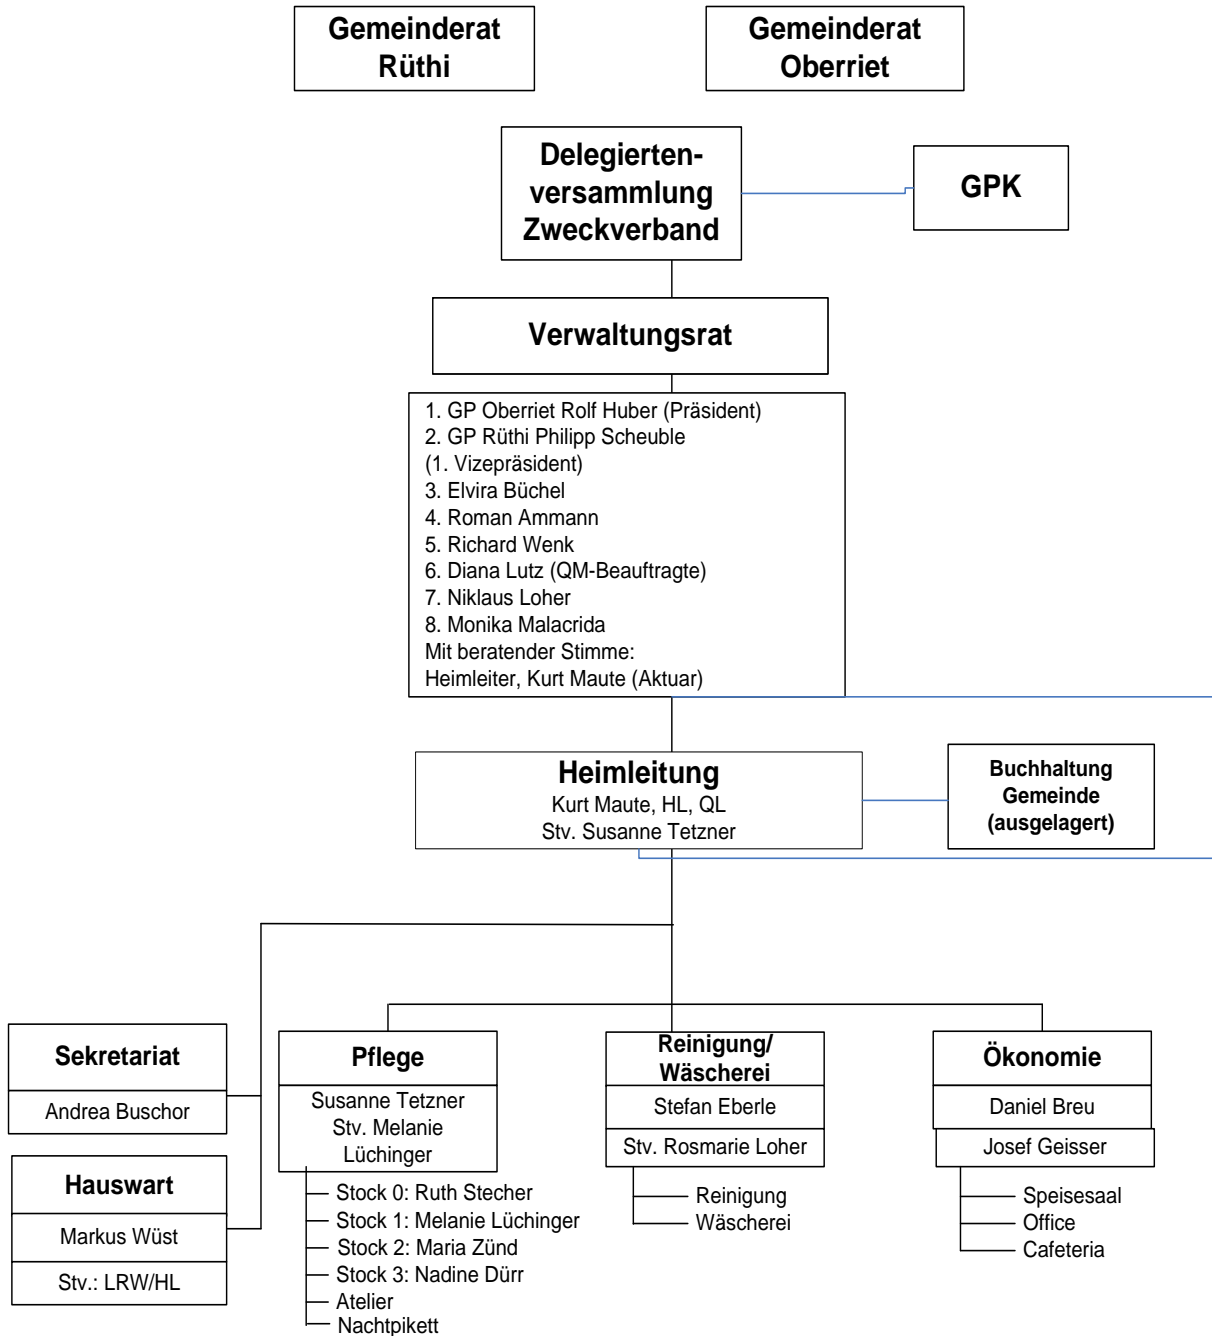 Gemeinderat
Rüthi
Gemeinderat
Oberriet
Delegierten-
versammlung
Zweckverband
GPK
Verwaltungsrat
1. GP Oberriet Rolf Huber (Präsident)
2. GP Rüthi Philipp Scheuble
(1. Vizepräsident)
3. Elvira Büchel
4. Roman Ammann
5. Richard Wenk
6. Diana Lutz (QM-Beauftragte)
7. Niklaus Loher
8. Monika Malacrida
Mit beratender Stimme:
Heimleiter, Kurt Maute (Aktuar)
Heimleitung
Kurt Maute, HL, QL
Stv. Susanne Tetzner
Buchhaltung
Gemeinde
(ausgelagert)
Sekretariat
Andrea Buschor
Hauswart
Markus Wüst
Stv.: LRW/HL
Pflege
Susanne Tetzner
Stv. Melanie
Lüchinger
Stock 0: Ruth Stecher
Stock 1: Melanie Lüchinger
Stock 2: Maria Zünd
Stock 3: Nadine Dürr
Atelier
Nachtpikett
Reinigung/
Wäscherei
Stefan Eberle
Stv. Rosmarie Loher
Reinigung
Wäscherei
Ökonomie
Daniel Breu
Josef Geisser
Speisesaal
Office
Cafeteria